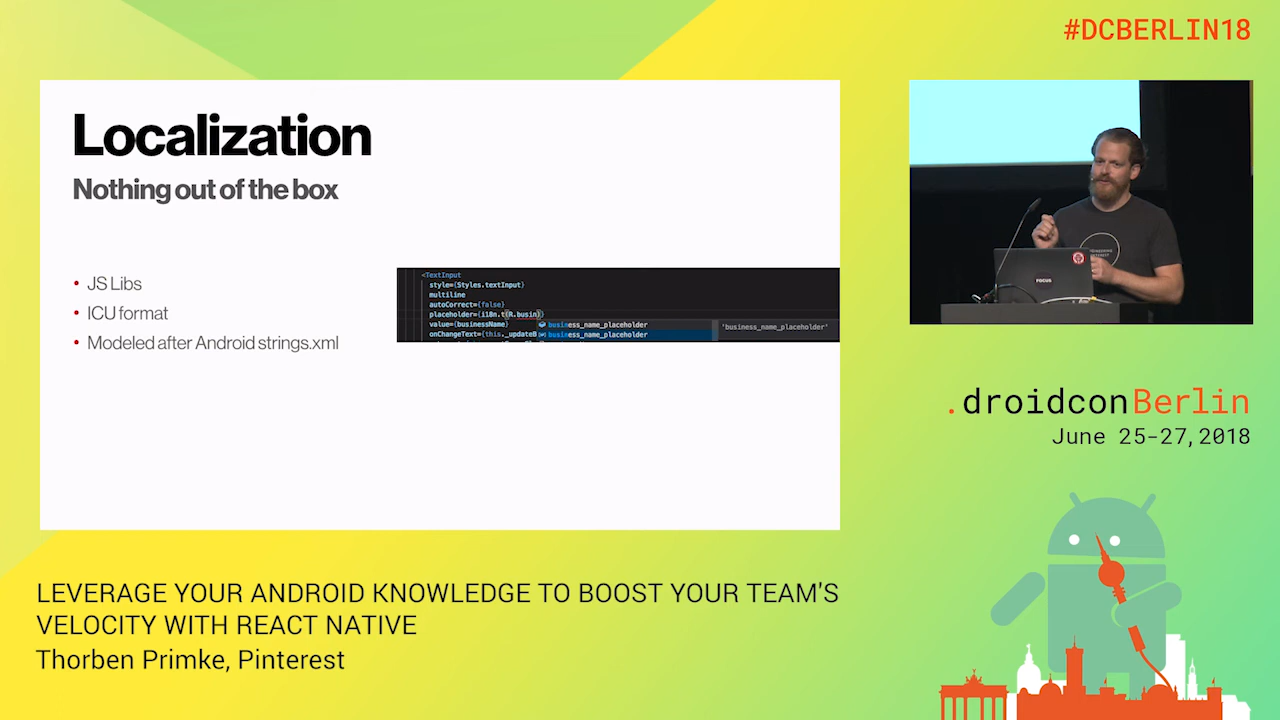 #DCBERLIN18
Localization
Nothing out of the box
• JS Libs
• ICU format
• Modeled after Android strings.xml
<TextInput
style={Styles.textInput}
multiline
autoCorrect={false}
placeholder={i18n.t(R.busin)}
value={businessName}
business_name_placeholder
'business_name_placeholder'
onChangeText={this._updateB
business_name_placeholder
FOCUS
.droidconBerlin
June 25-27,2018
LEVERAGE YOUR ANDROID KNOWLEDGE TO BOOST YOUR TEAM'S
VELOCITY WITH REACT NATIVE
Thorben Primke, Pinterest